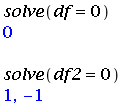 solve(df = 0)
0
solve(df2 = 0)
1, −1